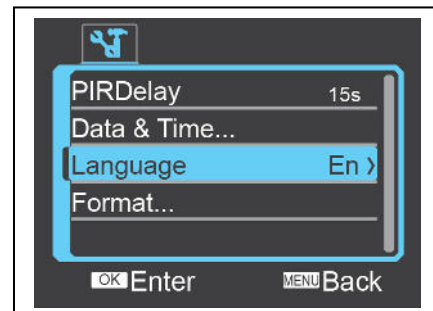 PIRDelay 15s
Data & Time...
Language En >
Format...
OK Enter MENU Back